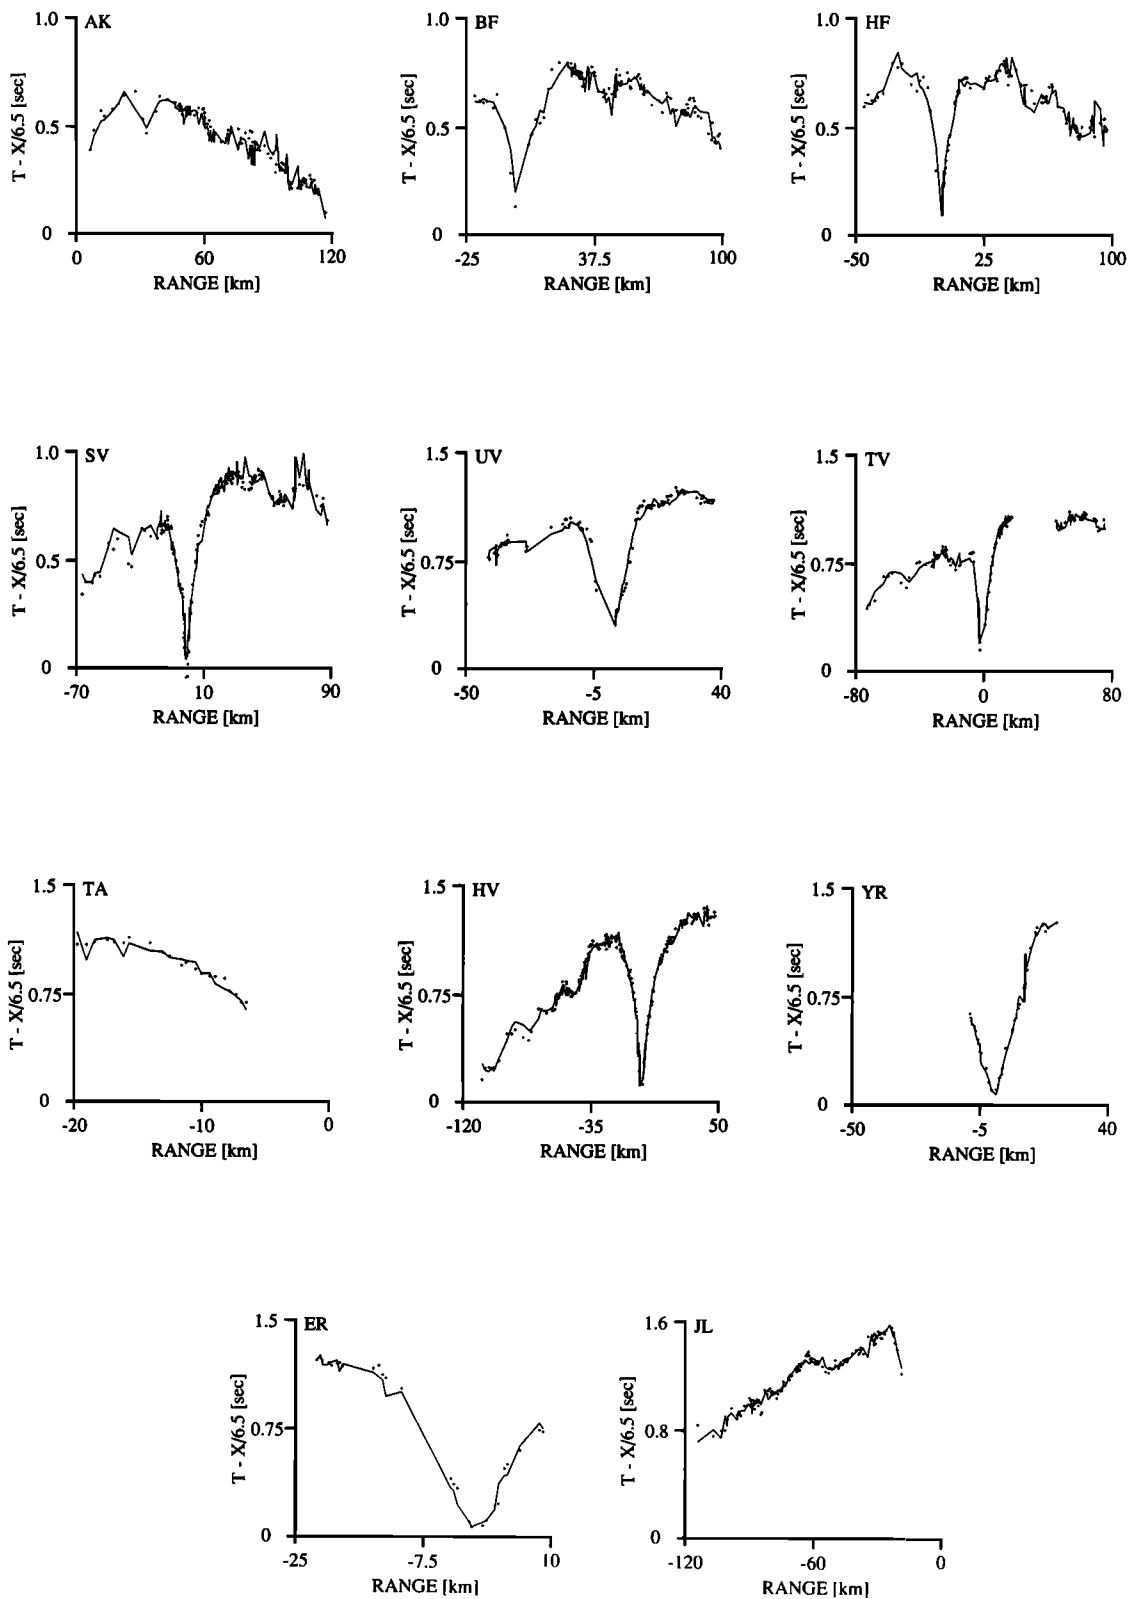 AK
1.0
0.5
0
T - X/6.5 [sec]
0
60
120
RANGE [km]
BF
1.0
0.5
0
T - X/6.5 [sec]
-25
37.5
100
RANGE [km]
HF
1.0
0.5
0
T - X/6.5 [sec]
-50
25
100
RANGE [km]
SV
1.0
0.5
0
T - X/6.5 [sec]
-70
10
90
RANGE [km]
UV
1.5
0.75
0
T - X/6.5 [sec]
-50
-5
40
RANGE [km]
TV
1.5
0.75
0
T - X/6.5 [sec]
-80
0
80
RANGE [km]
TA
1.5
0.75
0
T - X/6.5 [sec]
-20
-10
0
RANGE [km]
HV
1.5
0.75
0
T - X/6.5 [sec]
-120
-35
50
RANGE [km]
YR
1.5
0.75
0
T - X/6.5 [sec]
-50
-5
40
RANGE [km]
ER
1.5
0.75
0
T - X/6.5 [sec]
-25
-7.5
10
RANGE [km]
JL
1.6
0.8
0
T - X/6.5 [sec]
-120
-60
0
RANGE [km]